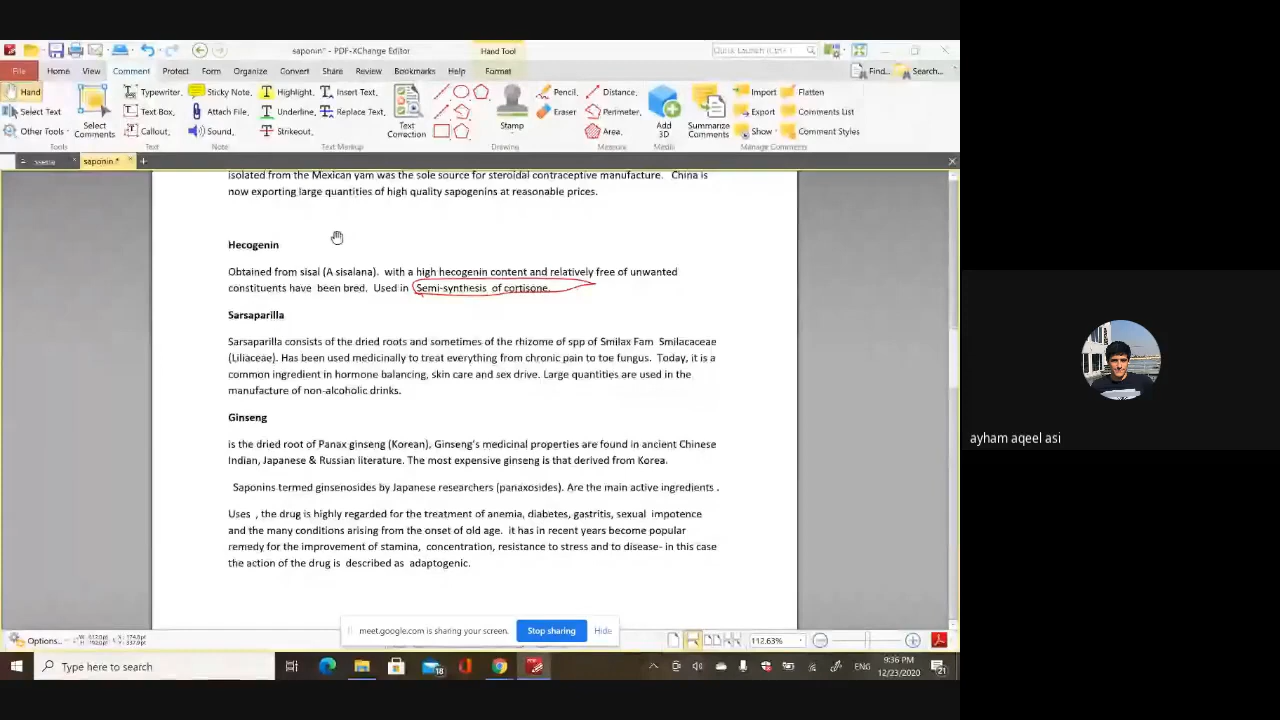 saponin* - PDF-XChange Editor
Hand Tool
File Home View Comment Protect Form Organize Convert Share Review Bookmarks Help Format Find... Search...
Hand
Select Text
Other Tools
Tools
Select Comments
Typewriter,
Text Box,
Callout,
Text
Sticky Note,
Attach File,
Sound,
Note
Highlight,
Underline,
Strikeout,
Insert Text,
Replace Text,
Text Markup
Text Correction
Stamp
Pencil,
Eraser
Drawing
Distance,
Perimeter,
Area,
Measure
Add 3D
Summarize Comments
Import
Export
Show
Flatten
Comments List
Comment Styles
Manage Comments
saponin *
isolated from the Mexican yam was the sole source for steroidal contraceptive manufacture. China is
now exporting large quantities of high quality sapogenins at reasonable prices.
Hecogenin
Obtained from sisal (A sisalana). with a high hecogenin content and relatively free of unwanted
constituents have been bred. Used in Semi-synthesis of cortisone.
Sarsaparilla
Sarsaparilla consists of the dried roots and sometimes of the rhizome of spp of Smilax Fam Smilacaceae
(Liliaceae). Has been used medicinally to treat everything from chronic pain to toe fungus. Today, it is a
common ingredient in hormone balancing, skin care and sex drive. Large quantities are used in the
manufacture of non-alcoholic drinks.
Ginseng
is the dried root of Panax ginseng (Korean), Ginseng's medicinal properties are found in ancient Chinese
Indian, Japanese & Russian literature. The most expensive ginseng is that derived from Korea.
Saponins termed ginsenosides by Japanese researchers (panaxosides). Are the main active ingredients .
Uses , the drug is highly regarded for the treatment of anemia, diabetes, gastritis, sexual impotence
and the many conditions arising from the onset of old age. it has in recent years become popular
remedy for the improvement of stamina, concentration, resistance to stress and to disease- in this case
the action of the drug is described as adaptogenic.
meet.google.com is sharing your screen. Stop sharing Hide
Options...
112.63%
Type here to search
18
ENG
9:36 PM
12/23/2020
21
ayham aqeel asi